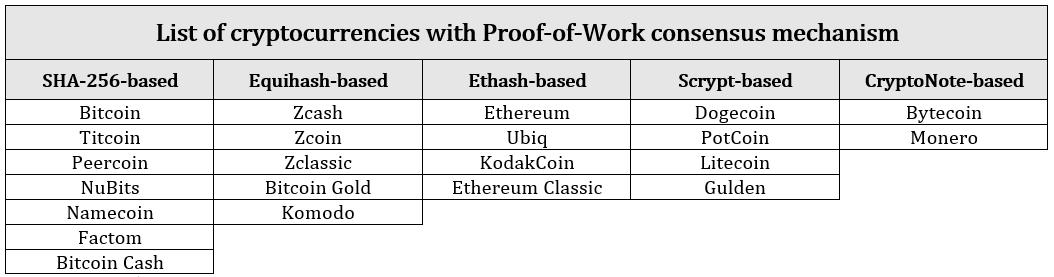 List of cryptocurrencies with Proof-of-Work consensus mechanism
SHA-256-based Equihash-based Ethash-based Scrypt-based CryptoNote-based
Bitcoin Zcash Ethereum Dogecoin Bytecoin
Titcoin Zcoin Ubiq PotCoin Monero
Peercoin Zclassic KodakCoin Litecoin
NuBits Bitcoin Gold Ethereum Classic Gulden
Namecoin Komodo
Factom
Bitcoin Cash